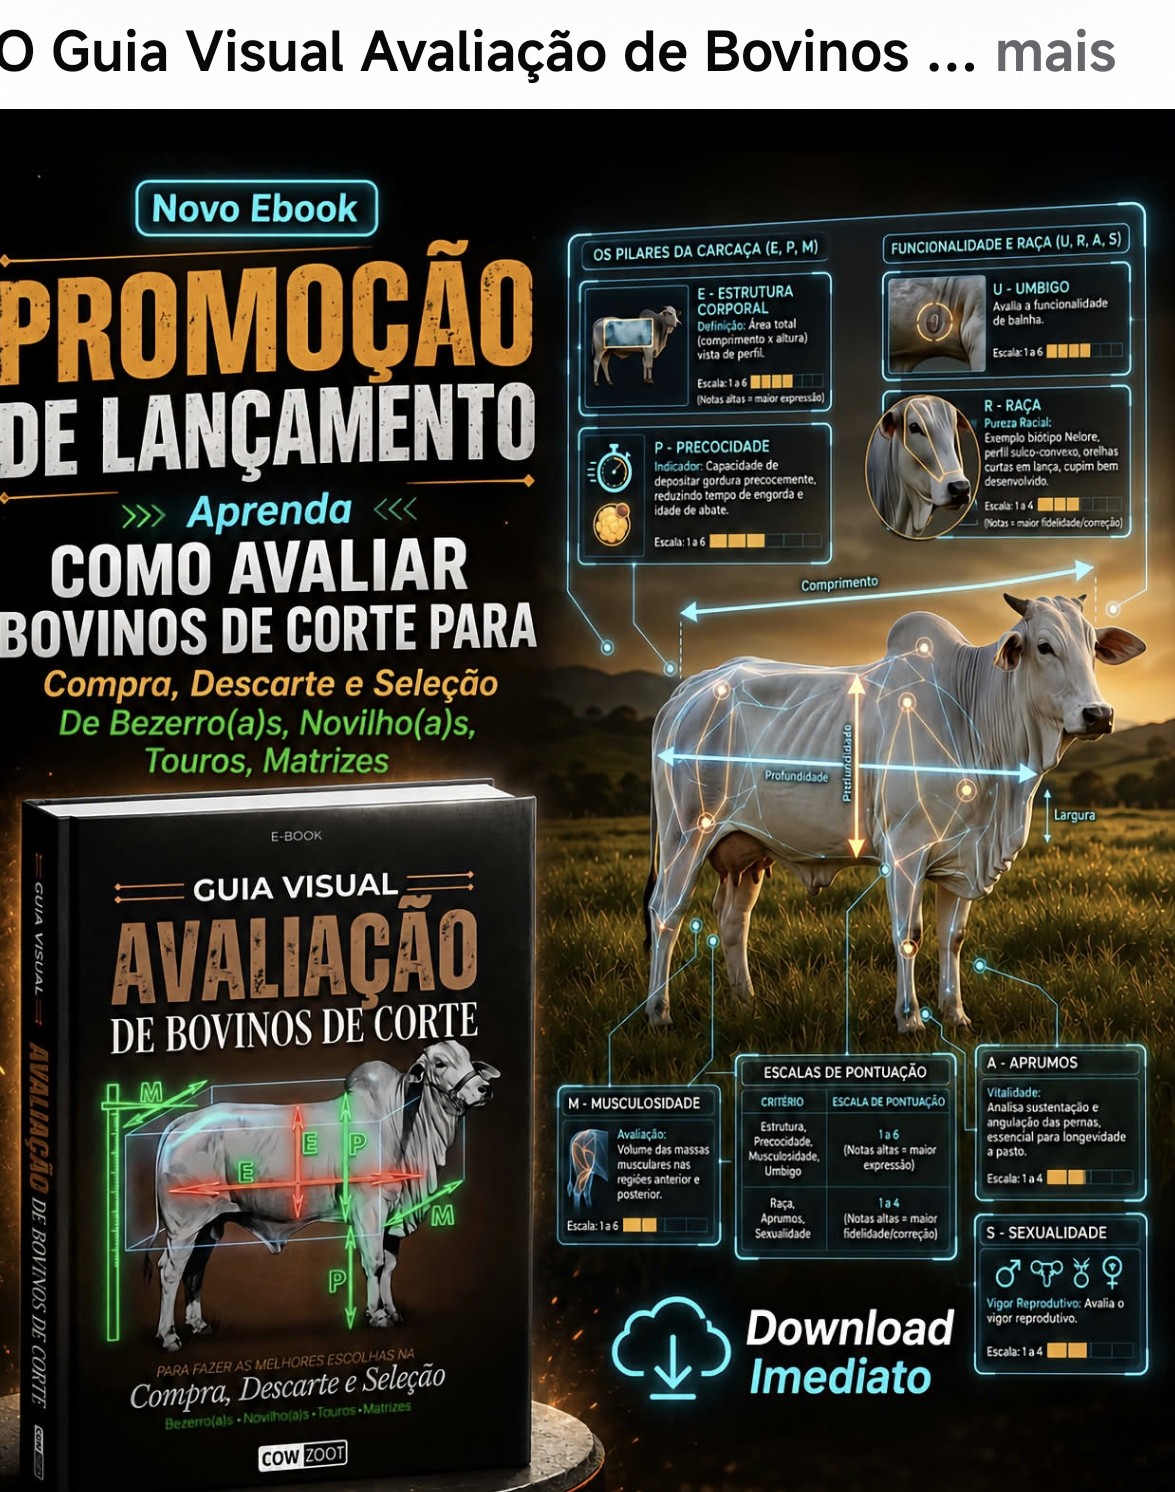 O Guia Visual Avaliação de Bovinos ... mais
Novo Ebook
PROMOÇÃO
DE LANÇAMENTO
>>> Aprenda <<<
COMO AVALIAR
BOVINOS DE CORTE PARA
Compra, Descarte e Seleção
De Bezerro(a)s, Novilho(a)s,
Touros, Matrizes
E-BOOK
GUIA VISUAL
AVALIAÇÃO
DE BOVINOS DE CORTE
M
E
P
E
M
P
PARA FAZER AS MELHORES ESCOLHAS NA
Compra, Descarte e Seleção
Bezerro(a)s • Novilho(a)s • Touros • Matrizes
COW ZOOT
GUIA VISUAL
AVALIAÇÃO DE BOVINOS DE CORTE
OS PILARES DA CARCAÇA (E, P, M)
E - ESTRUTURA
CORPORAL
Definição: Área total
(comprimento x altura)
vista de perfil.
Escala: 1 a 6
(Notas altas = maior expressão)
P - PRECOCIDADE
Indicador: Capacidade de
depositar gordura precocemente,
reduzindo tempo de engorda e
idade de abate.
Escala: 1 a 6
FUNCIONALIDADE E RAÇA (U, R, A, S)
U - UMBIGO
Avalia a funcionalidade
de bainha.
Escala: 1 a 6
R - RAÇA
Pureza Racial:
Exemplo biótipo Nelore,
perfil sulco-convexo, orelhas
curtas em lança, cupim bem
desenvolvido.
Escala: 1 a 4
(Notas = maior fidelidade/correção)
Comprimento
Profundidade
Profundidade
Largura
M - MUSCULOSIDADE
Avaliação:
Volume das massas
musculares nas
regiões anterior e
posterior.
Escala: 1 a 6
ESCALAS DE PONTUAÇÃO
CRITÉRIO ESCALA DE PONTUAÇÃO
Estrutura,
Precocidade,
Musculosidade,
Umbigo
1 a 6
(Notas altas = maior
expressão)
Raça,
Aprumos,
Sexualidade
1 a 4
(Notas altas = maior
fidelidade/correção)
A - APRUMOS
Vitalidade:
Analisa sustentação e
angulação das pernas,
essencial para longevidade
a pasto.
Escala: 1 a 4
S - SEXUALIDADE
Vigor Reprodutivo: Avalia o
vigor reprodutivo.
Escala: 1 a 4
Download
Imediato